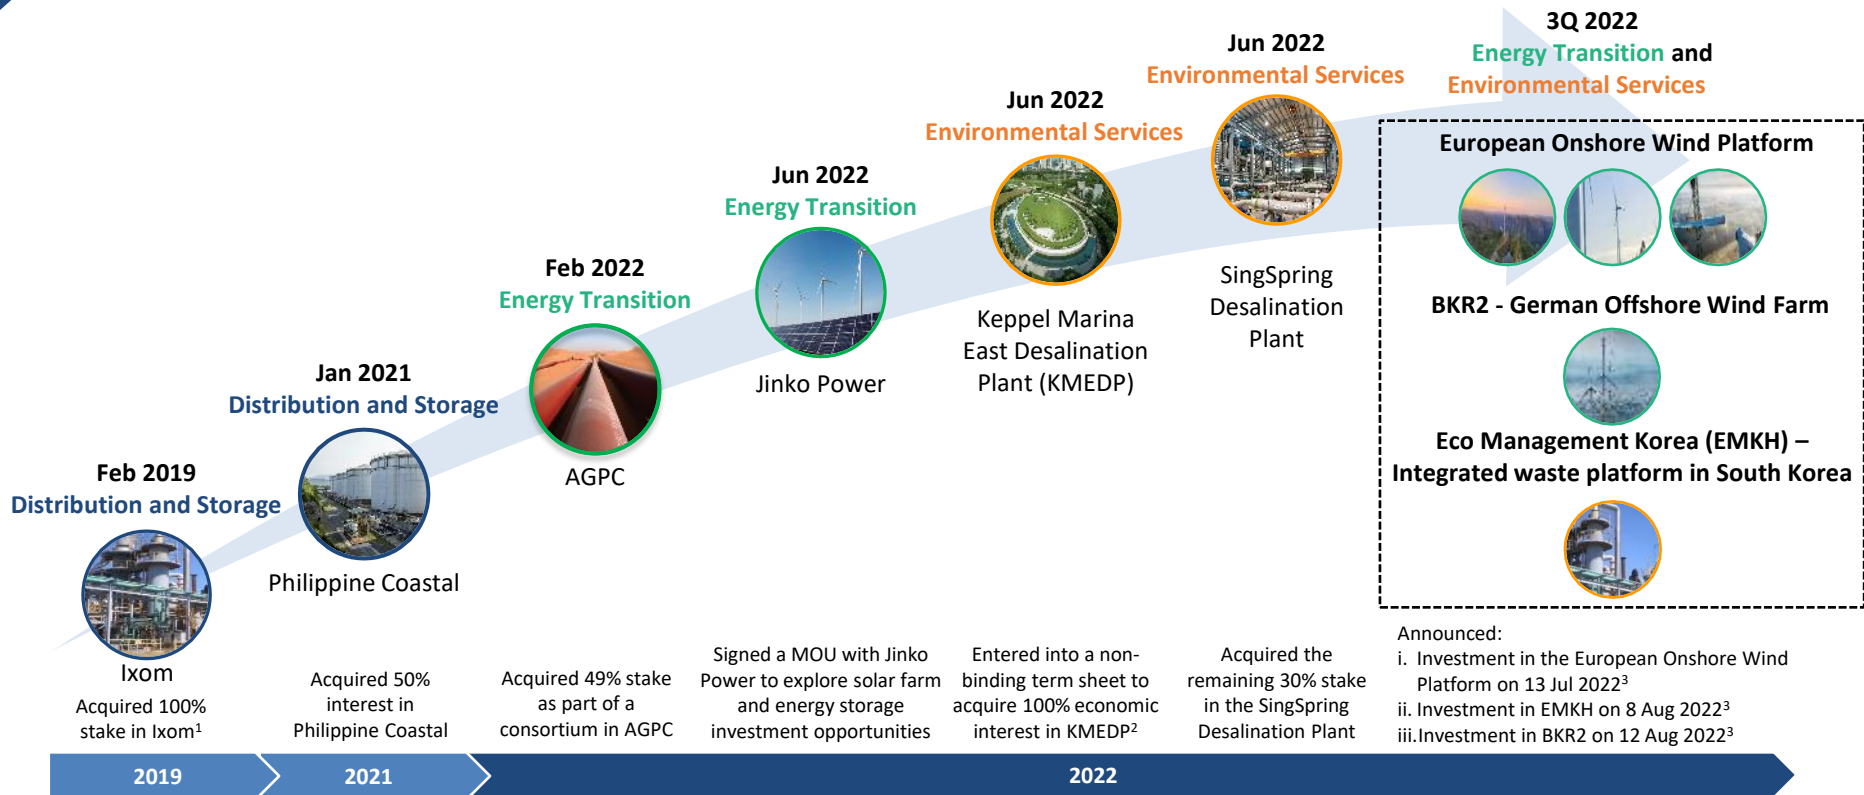 Feb 2019
Distribution and Storage
Ixom
Acquired 100%
stake in Ixom¹
Jan 2021
Distribution and Storage
Philippine Coastal
Acquired 50%
interest in
Philippine Coastal
Feb 2022
Energy Transition
AGPC
Acquired 49% stake
as part of a
consortium in AGPC
Jun 2022
Energy Transition
Jinko Power
Signed a MOU with Jinko
Power to explore solar farm
and energy storage
investment opportunities
Jun 2022
Environmental Services
Keppel Marina
East Desalination
Plant (KMEDP)
Entered into a non-
binding term sheet to
acquire 100% economic
interest in KMEDP²
Jun 2022
Environmental Services
SingSpring
Desalination
Plant
Acquired the
remaining 30% stake
in the SingSpring
Desalination Plant
3Q 2022
Energy Transition and
Environmental Services
European Onshore Wind Platform
BKR2 - German Offshore Wind Farm
Eco Management Korea (EMKH) –
Integrated waste platform in South Korea
Announced:
i. Investment in the European Onshore Wind
Platform on 13 Jul 2022³
ii. Investment in EMKH on 8 Aug 2022³
iii.Investment in BKR2 on 12 Aug 2022³
2019
2021
2022